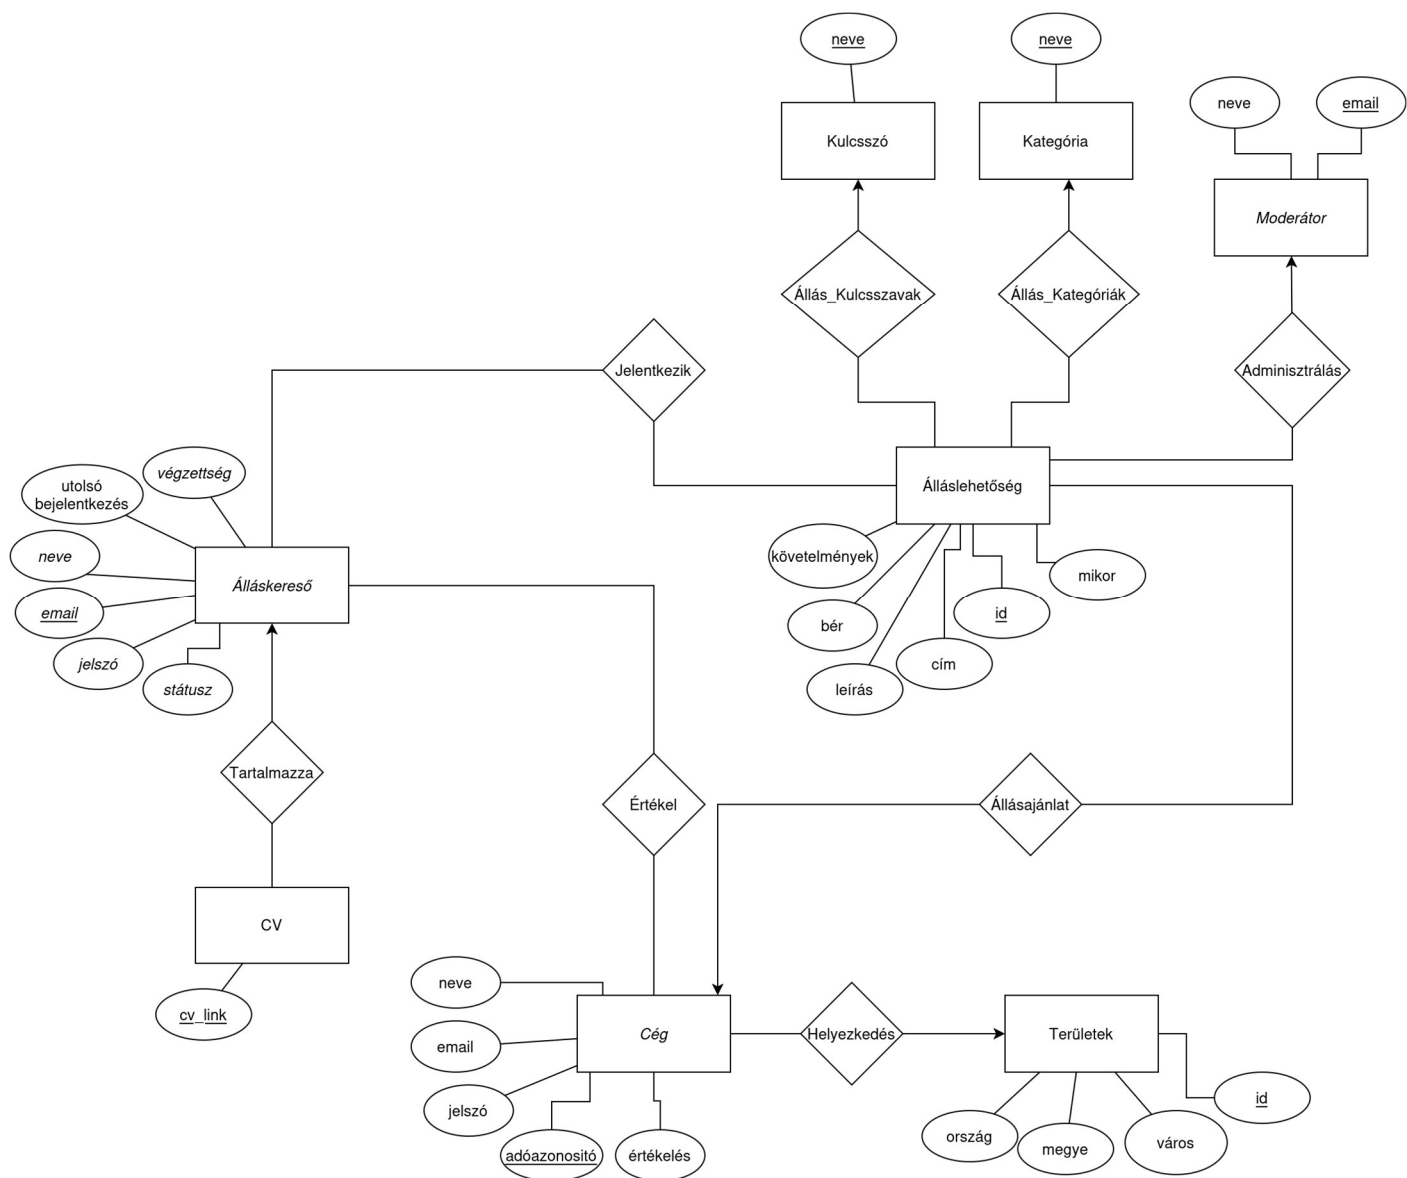 neve
neve
neve
email
Kulcsszó
Kategória
Moderátor
Állás_Kulcsszavak
Állás_Kategóriák
Jelentkezik
Adminisztrálás
végzettség
utolsó
bejelentkezés
neve
email
jelszó
státusz
Álláskereső
Álláslehetőség
követelmények
bér
leírás
cím
id
mikor
Tartalmazza
Értékel
Állásajánlat
CV
cv_link
neve
email
jelszó
adóazonositó
értékelés
Cég
Helyezkedés
Területek
ország
megye
város
id